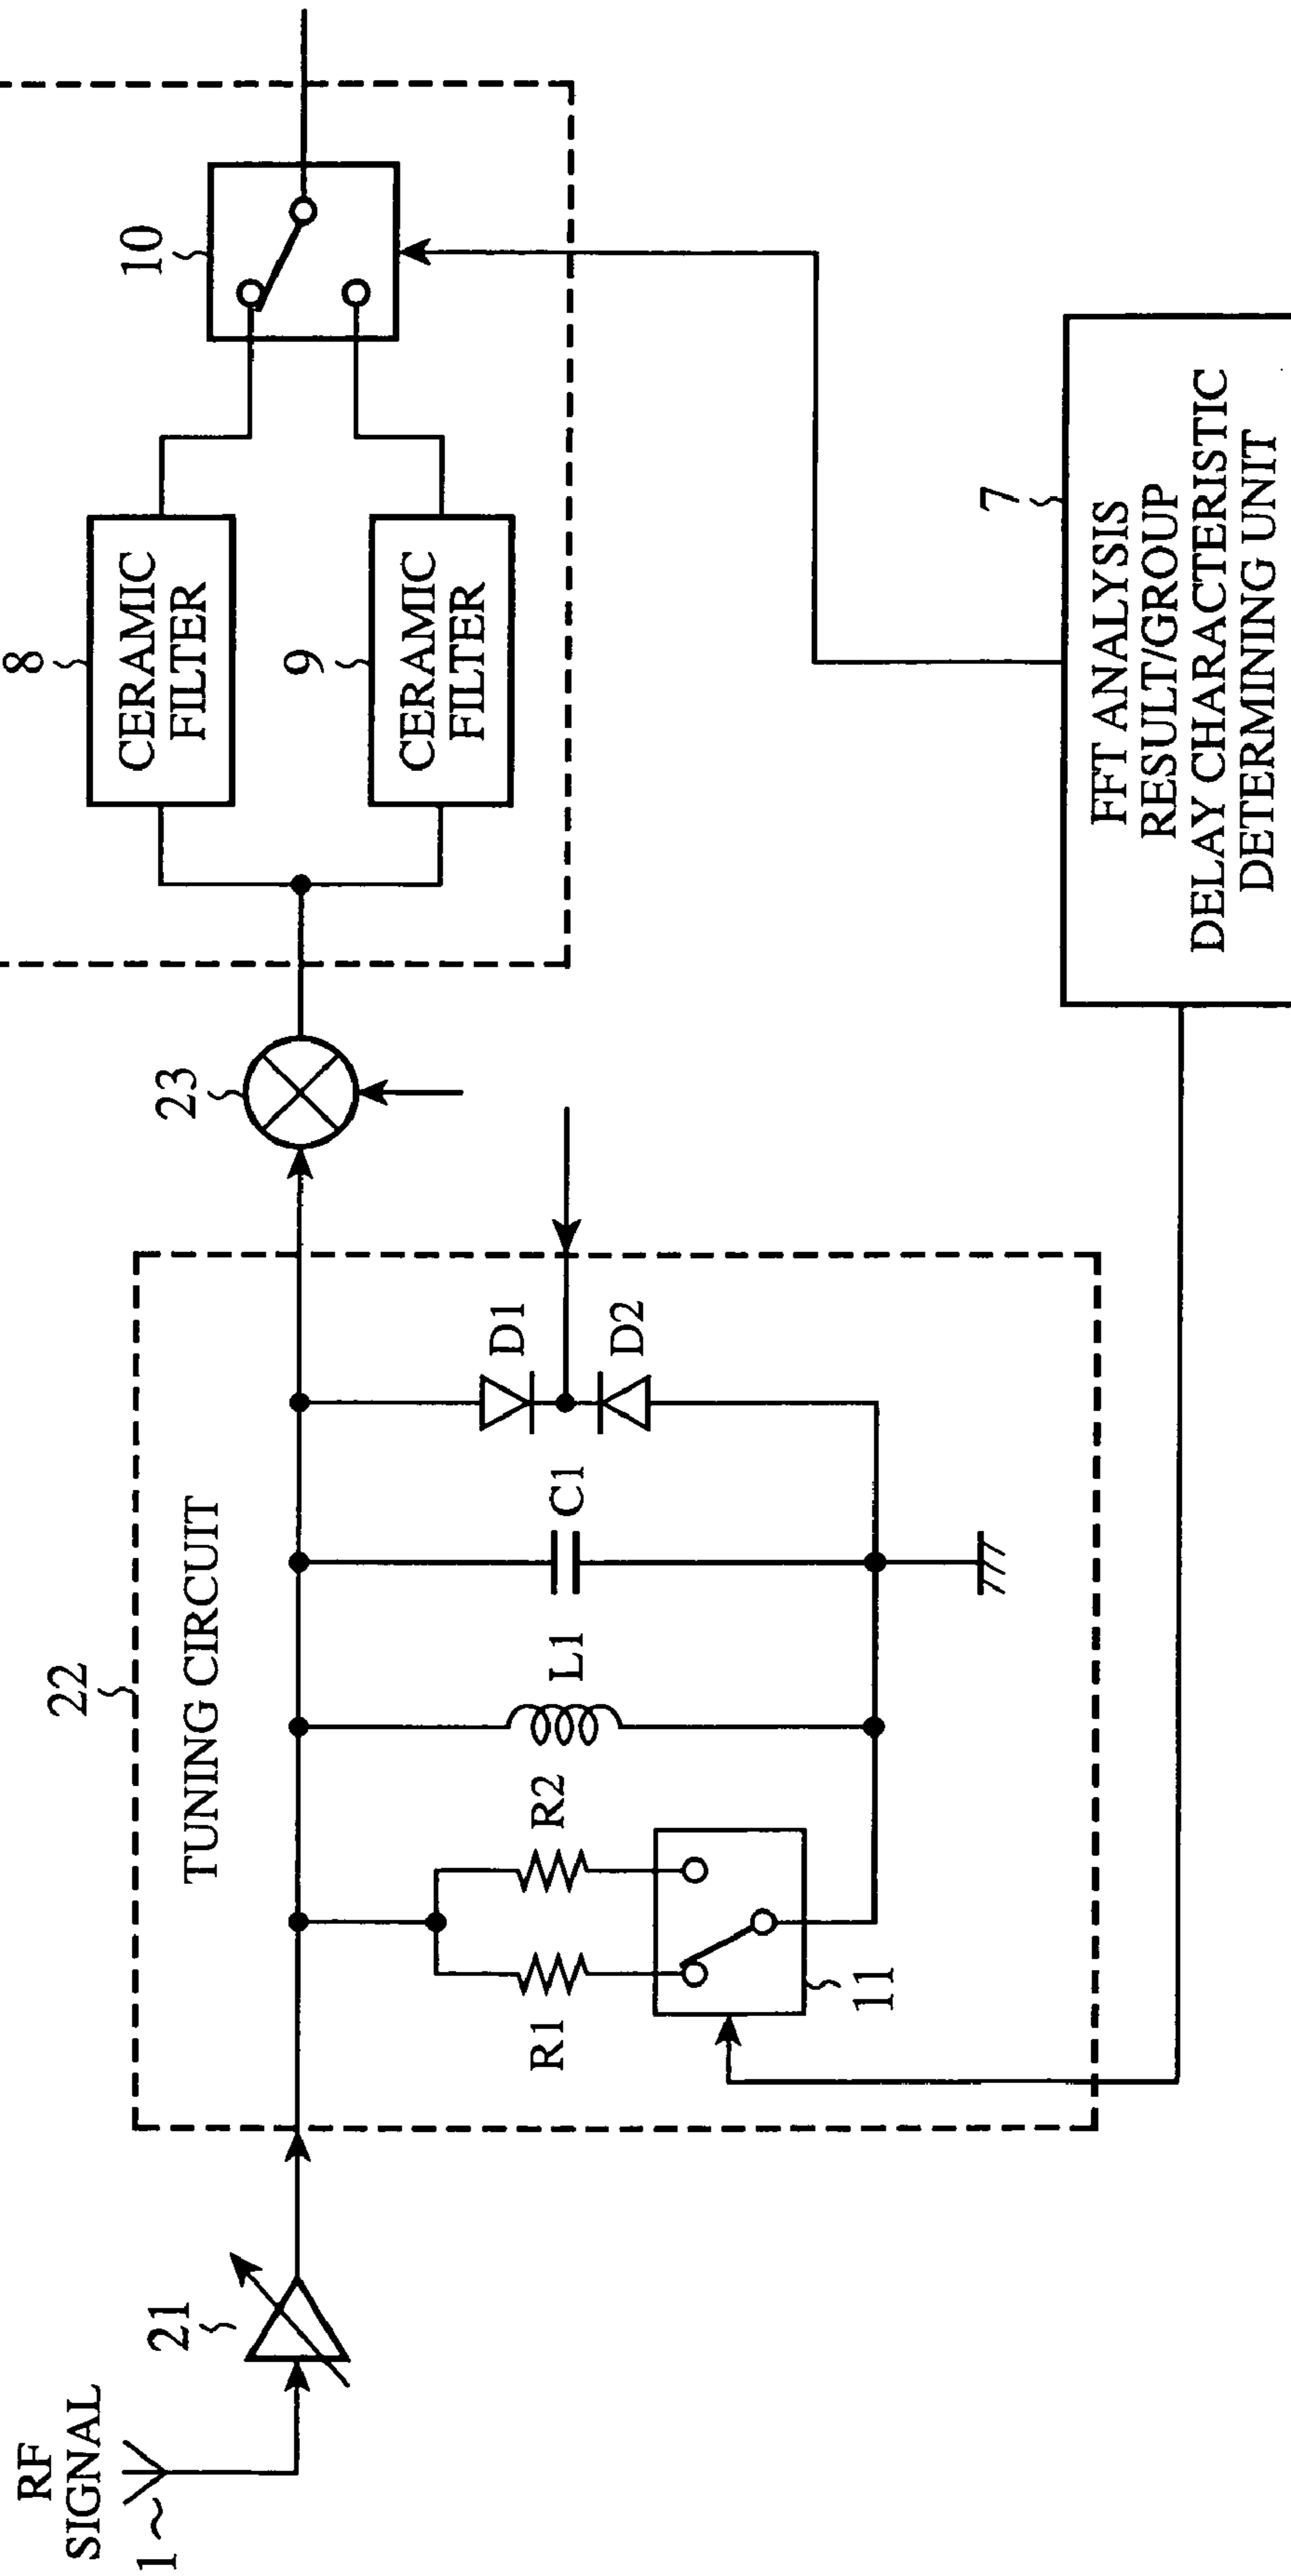 RF
SIGNAL
1
21
22
TUNING CIRCUIT
R1
R2
11
L1
C1
D1
D2
23
8
CERAMIC
FILTER
9
CERAMIC
FILTER
10
7
FFT ANALYSIS
RESULT/GROUP
DELAY CHARACTERISTIC
DETERMINING UNIT